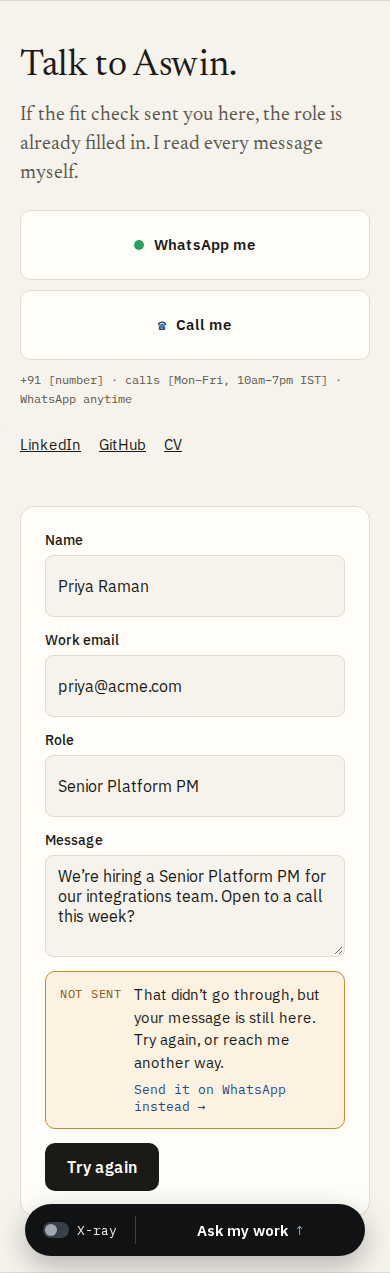 Talk to Aswin.
If the fit check sent you here, the role is
already filled in. I read every message
myself.
WhatsApp me
☎ Call me
+91 [number] · calls [Mon–Fri, 10am–7pm IST] ·
WhatsApp anytime
LinkedIn GitHub CV
Name
Priya Raman
Work email
priya@acme.com
Role
Senior Platform PM
Message
We’re hiring a Senior Platform PM for
our integrations team. Open to a call
this week?
NOT SENT That didn’t go through, but
your message is still here.
Try again, or reach me
another way.
Send it on WhatsApp
instead →
Try again
X-ray Ask my work ↑